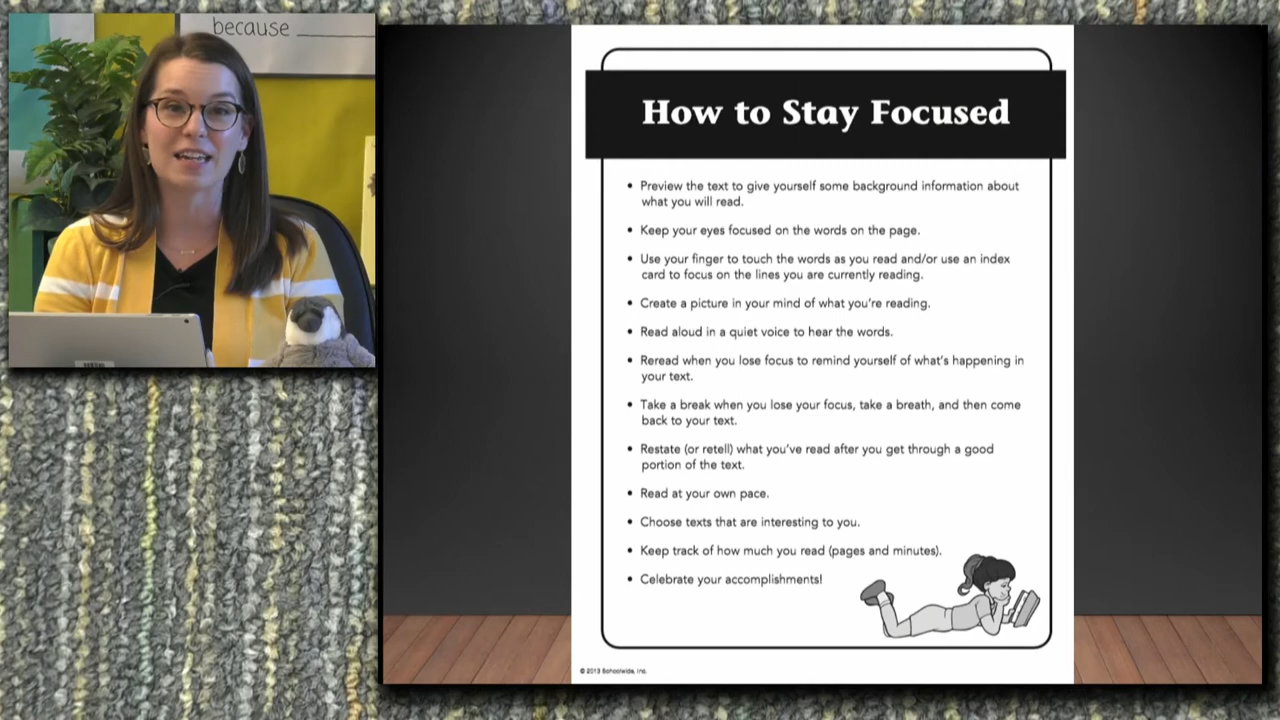 because
How to Stay Focused
• Preview the text to give yourself some background information about
what you will read.
• Keep your eyes focused on the words on the page.
• Use your finger to touch the words as you read and/or use an index
card to focus on the lines you are currently reading.
• Create a picture in your mind of what you're reading.
• Read aloud in a quiet voice to hear the words.
• Reread when you lose focus to remind yourself of what's happening in
your text.
• Take a break when you lose your focus, take a breath, and then come
back to your text.
• Restate (or retell) what you've read after you get through a good
portion of the text.
• Read at your own pace.
• Choose texts that are interesting to you.
• Keep track of how much you read (pages and minutes).
• Celebrate your accomplishments!
© 2013 Schoolwide, Inc.